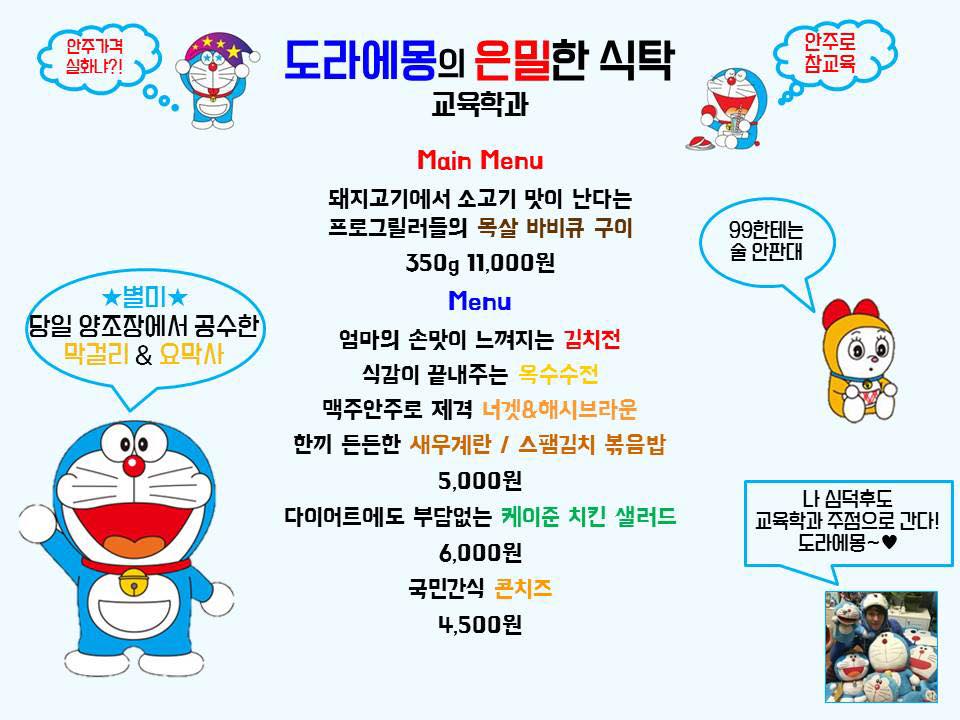 안주가격
실화냐?!
도라에몽의 은밀한 식탁
교육학과
안주로
참교육
Main Menu
돼지고기에서 소고기 맛이 난다는
프로그릴러들의 목살 바비큐 구이
350g 11,000원
99한테는
술 안판대
Menu
★별미★
당일 양조장에서 공수한
막걸리 & 요막사
엄마의 손맛이 느껴지는 김치전
식감이 끝내주는 옥수수전
맥주안주로 제격 너겟&해시브라운
한끼 든든한 새우계란 / 스팸김치 볶음밥
5,000원
다이어트에도 부담없는 케이준 치킨 샐러드
6,000원
국민간식 콘치즈
4,500원
나 심덕후도
교육학과 주점으로 간다!
도라에몽~♥